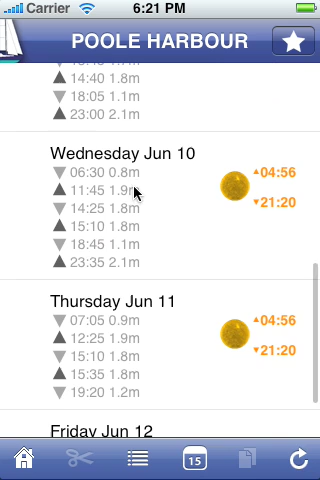 Carrier 6:21 PM
POOLE HARBOUR
14:40 1.8m
18:05 1.1m
23:00 2.1m
Wednesday Jun 10
06:30 0.8m
11:45 1.9m
14:25 1.8m
15:10 1.8m
18:45 1.1m
23:35 2.1m
04:56
21:20
Thursday Jun 11
07:05 0.9m
12:25 1.9m
15:10 1.8m
15:35 1.8m
19:20 1.2m
04:56
21:20
Friday Jun 12
15